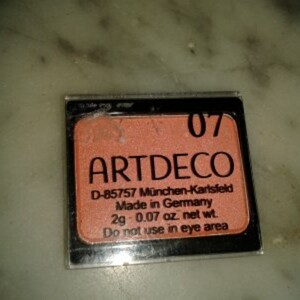 07
ARTDECO
D-85757 München-Karlsfeld
Made in Germany
2g - 0.07 oz. net wt.
Do not use in eye area